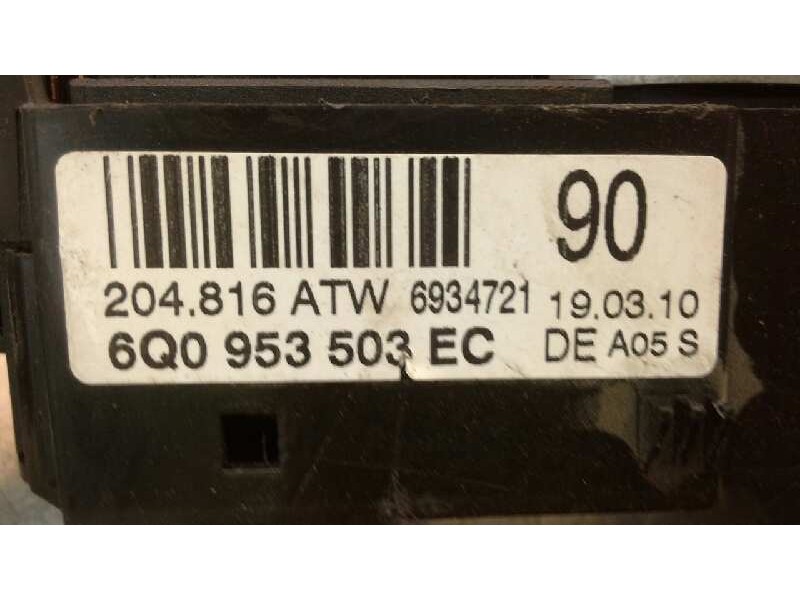 90
204.816 ATW 6934721 19.03.10
6Q0 953 503 EC DE A05 S